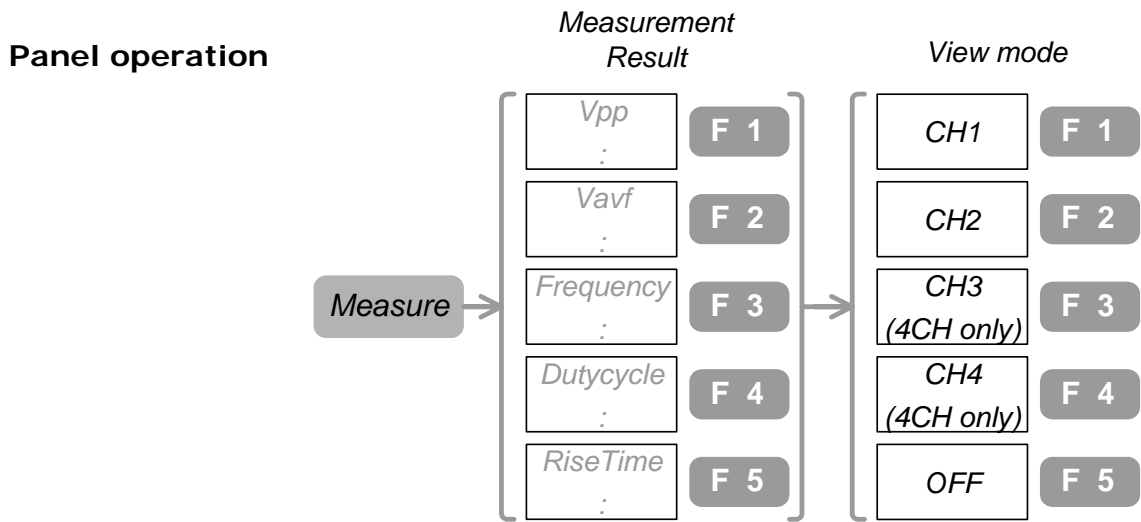 Panel operation
Measurement
Result
View mode
Vpp
:
F 1
CH1
F 1
Vavf
:
F 2
CH2
F 2
Measure
Frequency
:
F 3
CH3
(4CH only)
F 3
Dutycycle
:
F 4
CH4
(4CH only)
F 4
RiseTime
:
F 5
OFF
F 5